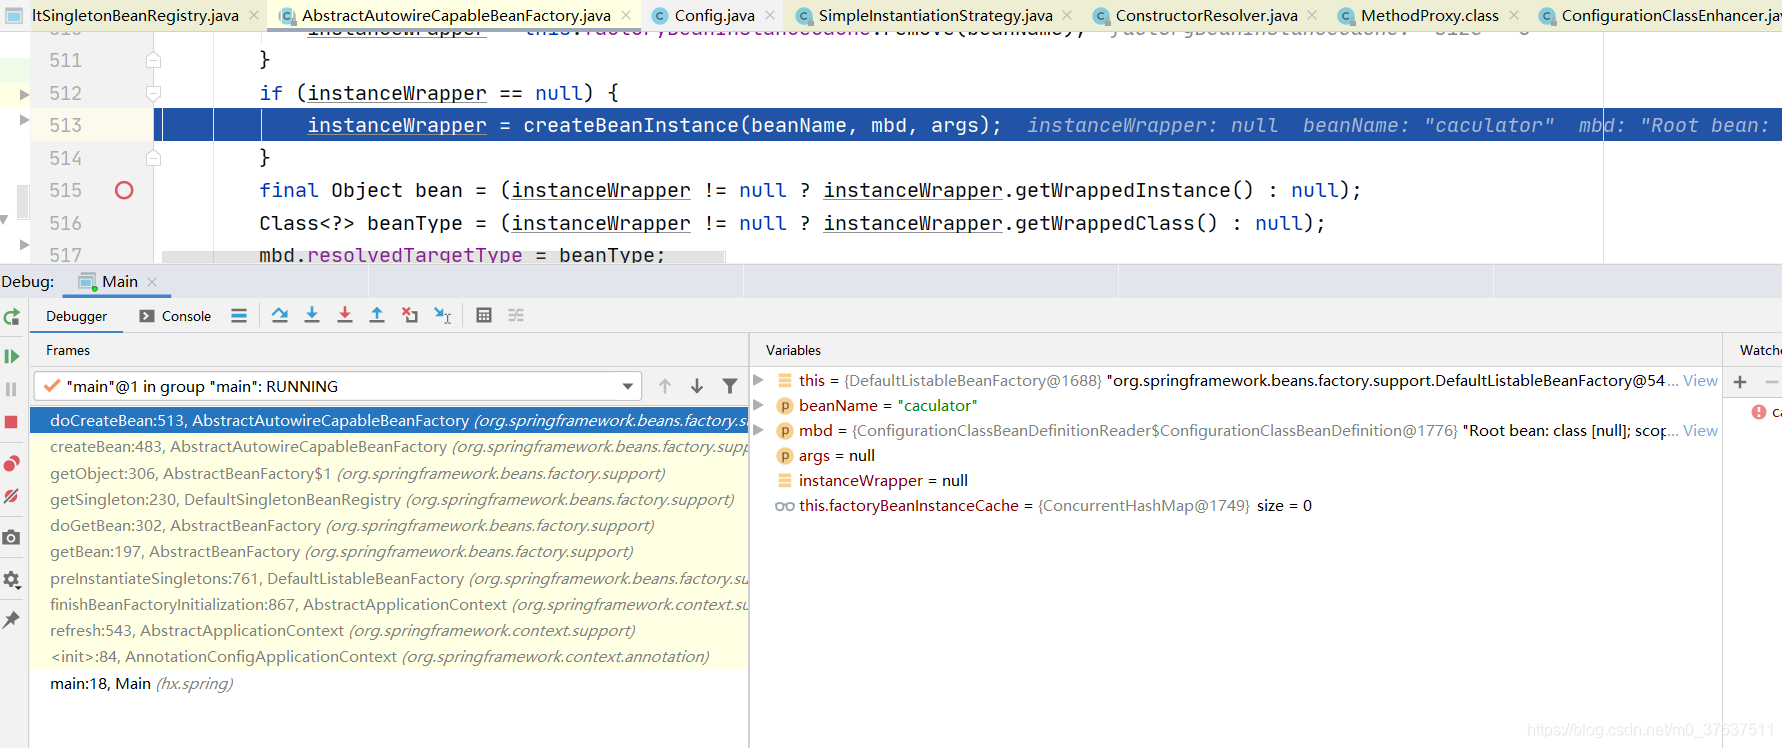 ltSingletonBeanRegistry.java AbstractAutowireCapableBeanFactory.java Config.java SimpleInstantiationStrategy.java ConstructorResolver.java MethodProxy.class ConfigurationClassEnhancer.jav
511 }
512 if (instanceWrapper == null) {
513 instanceWrapper = createBeanInstance(beanName, mbd, args); instanceWrapper: null beanName: "caculator" mbd: "Root bean:
514 }
515 final Object bean = (instanceWrapper != null ? instanceWrapper.getWrappedInstance() : null);
516 Class<?> beanType = (instanceWrapper != null ? instanceWrapper.getWrappedClass() : null);
517 mbd.resolvedTargetType = beanType;
Debug: Main
Debugger Console
Frames
Variables
Watche
"main"@1 in group "main": RUNNING
doCreateBean:513, AbstractAutowireCapableBeanFactory (org.springframework.beans.factory.su
createBean:483, AbstractAutowireCapableBeanFactory (org.springframework.beans.factory.supp
getObject:306, AbstractBeanFactory$1 (org.springframework.beans.factory.support)
getSingleton:230, DefaultSingletonBeanRegistry (org.springframework.beans.factory.support)
doGetBean:302, AbstractBeanFactory (org.springframework.beans.factory.support)
getBean:197, AbstractBeanFactory (org.springframework.beans.factory.support)
preInstantiateSingletons:761, DefaultListableBeanFactory (org.springframework.beans.factory.su
finishBeanFactoryInitialization:867, AbstractApplicationContext (org.springframework.context.su
refresh:543, AbstractApplicationContext (org.springframework.context.support)
<init>:84, AnnotationConfigApplicationContext (org.springframework.context.annotation)
main:18, Main (hx.spring)
this = {DefaultListableBeanFactory@1688} "org.springframework.beans.factory.support.DefaultListableBeanFactory@54... View
beanName = "caculator"
mbd = {ConfigurationClassBeanDefinitionReader$ConfigurationClassBeanDefinition@1776} "Root bean: class [null]; scop... View
args = null
instanceWrapper = null
this.factoryBeanInstanceCache = {ConcurrentHashMap@1749} size = 0
ca
https://blog.csdn.net/m0_37637511